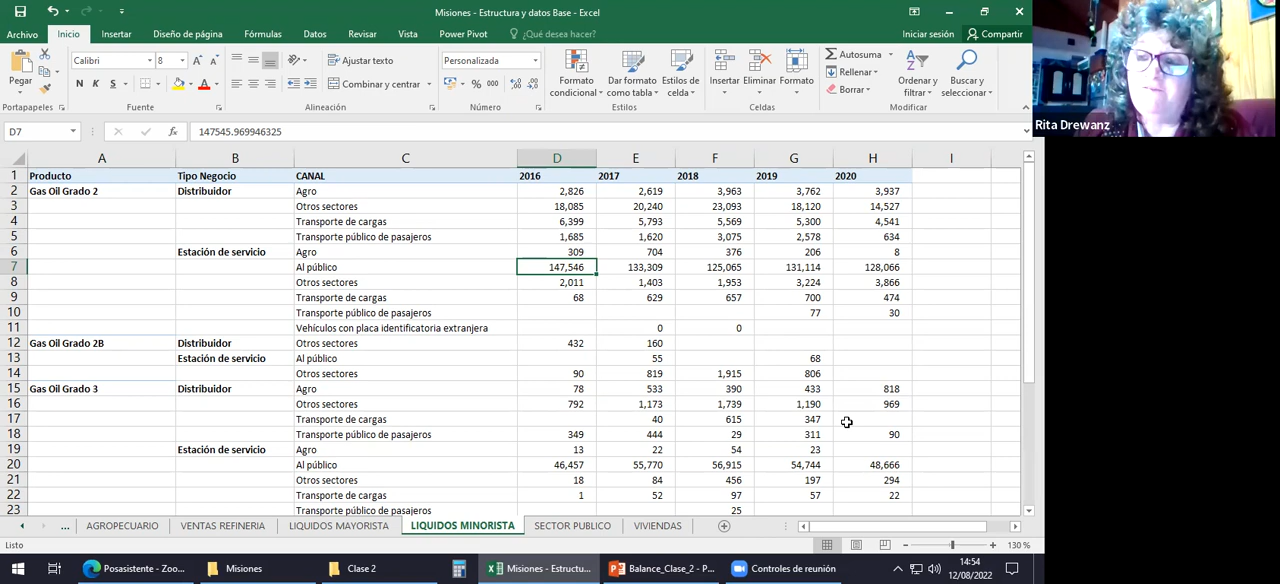 Misiones - Estructura y datos Base - Excel
Archivo Inicio Insertar Diseño de página Fórmulas Datos Revisar Vista Power Pivot ¿Qué desea hacer? Iniciar sesión Compartir
Pegar
Calibri 8
N K S
Ajustar texto
Combinar y centrar
Personalizada
% 000
Formato condicional
Dar formato como tabla
Estilos de celda
Insertar Eliminar Formato
Autosuma
Rellenar
Borrar
Ordenar y filtrar
Buscar y seleccionar
Portapapeles Fuente Alineación Número Estilos Celdas Modificar
Rita Drewanz
D7 fx 147545.969946325
A B C D E F G H I
1 Producto Tipo Negocio CANAL 2016 2017 2018 2019 2020
2 Gas Oil Grado 2 Distribuidor Agro 2,826 2,619 3,963 3,762 3,937
3 Otros sectores 18,085 20,240 23,093 18,120 14,527
4 Transporte de cargas 6,399 5,793 5,569 5,300 4,541
5 Transporte público de pasajeros 1,685 1,620 3,075 2,578 634
6 Estación de servicio Agro 309 704 376 206 8
7 Al público 147,546 133,309 125,065 131,114 128,066
8 Otros sectores 2,011 1,403 1,953 3,224 3,866
9 Transporte de cargas 68 629 657 700 474
10 Transporte público de pasajeros 77 30
11 Vehículos con placa identificatoria extranjera 0 0
12 Gas Oil Grado 2B Distribuidor Otros sectores 432 160
13 Estación de servicio Al público 55 68
14 Otros sectores 90 819 1,915 806
15 Gas Oil Grado 3 Distribuidor Agro 78 533 390 433 818
16 Otros sectores 792 1,173 1,739 1,190 969
17 Transporte de cargas 40 615 347
18 Transporte público de pasajeros 349 444 29 311 90
19 Estación de servicio Agro 13 22 54 23
20 Al público 46,457 55,770 56,915 54,744 48,666
21 Otros sectores 18 84 456 197 294
22 Transporte de cargas 1 52 97 57 22
23 Transporte público de pasajeros 25
... AGROPECUARIO VENTAS REFINERIA LIQUIDOS MAYORISTA LIQUIDOS MINORISTA SECTOR PUBLICO VIVIENDAS
Listo 130 %
Posasistente - Zoo... Misiones Clase 2 Misiones - Estructu... Balance_Clase_2 - P... Controles de reunión 14:54
12/08/2022